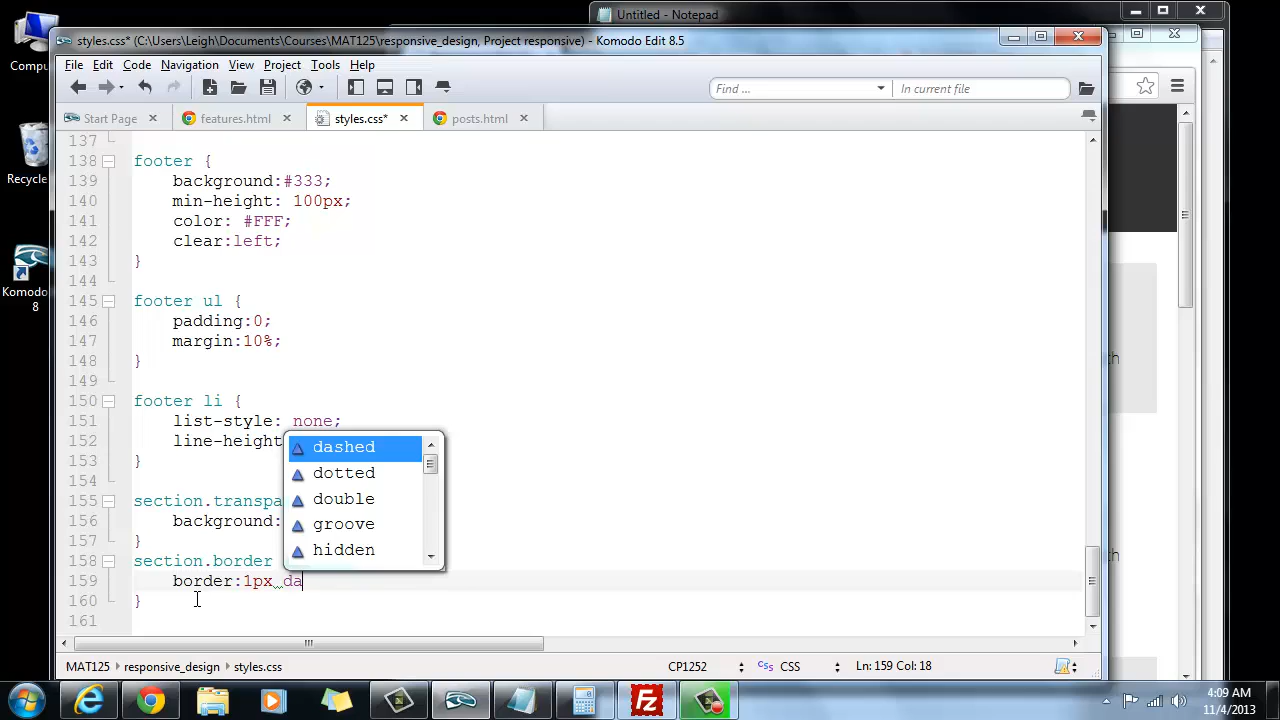 Untitled - Notepad
styles.css* (C:\Users\Leigh\Documents\Courses\MAT125\responsive_design, Project responsive) - Komodo Edit 8.5
File Edit Code Navigation View Project Tools Help
Find ... In current file
Start Page features.html styles.css* posts.html
137
138 footer {
139 background:#333;
140 min-height: 100px;
141 color: #FFF;
142 clear:left;
143 }
144
145 footer ul {
146 padding:0;
147 margin:10%;
148 }
149
150 footer li {
151 list-style: none;
152 line-height
153 }
154
155 section.transpa
156 background:
157 }
158 section.border
159 border:1px da
160 }
161
dashed
dotted
double
groove
hidden
MAT125 responsive_design styles.css CP1252 CSS Ln: 159 Col: 18
Compu
Recycle
Komodo
8
th
th
4:09 AM
11/4/2013